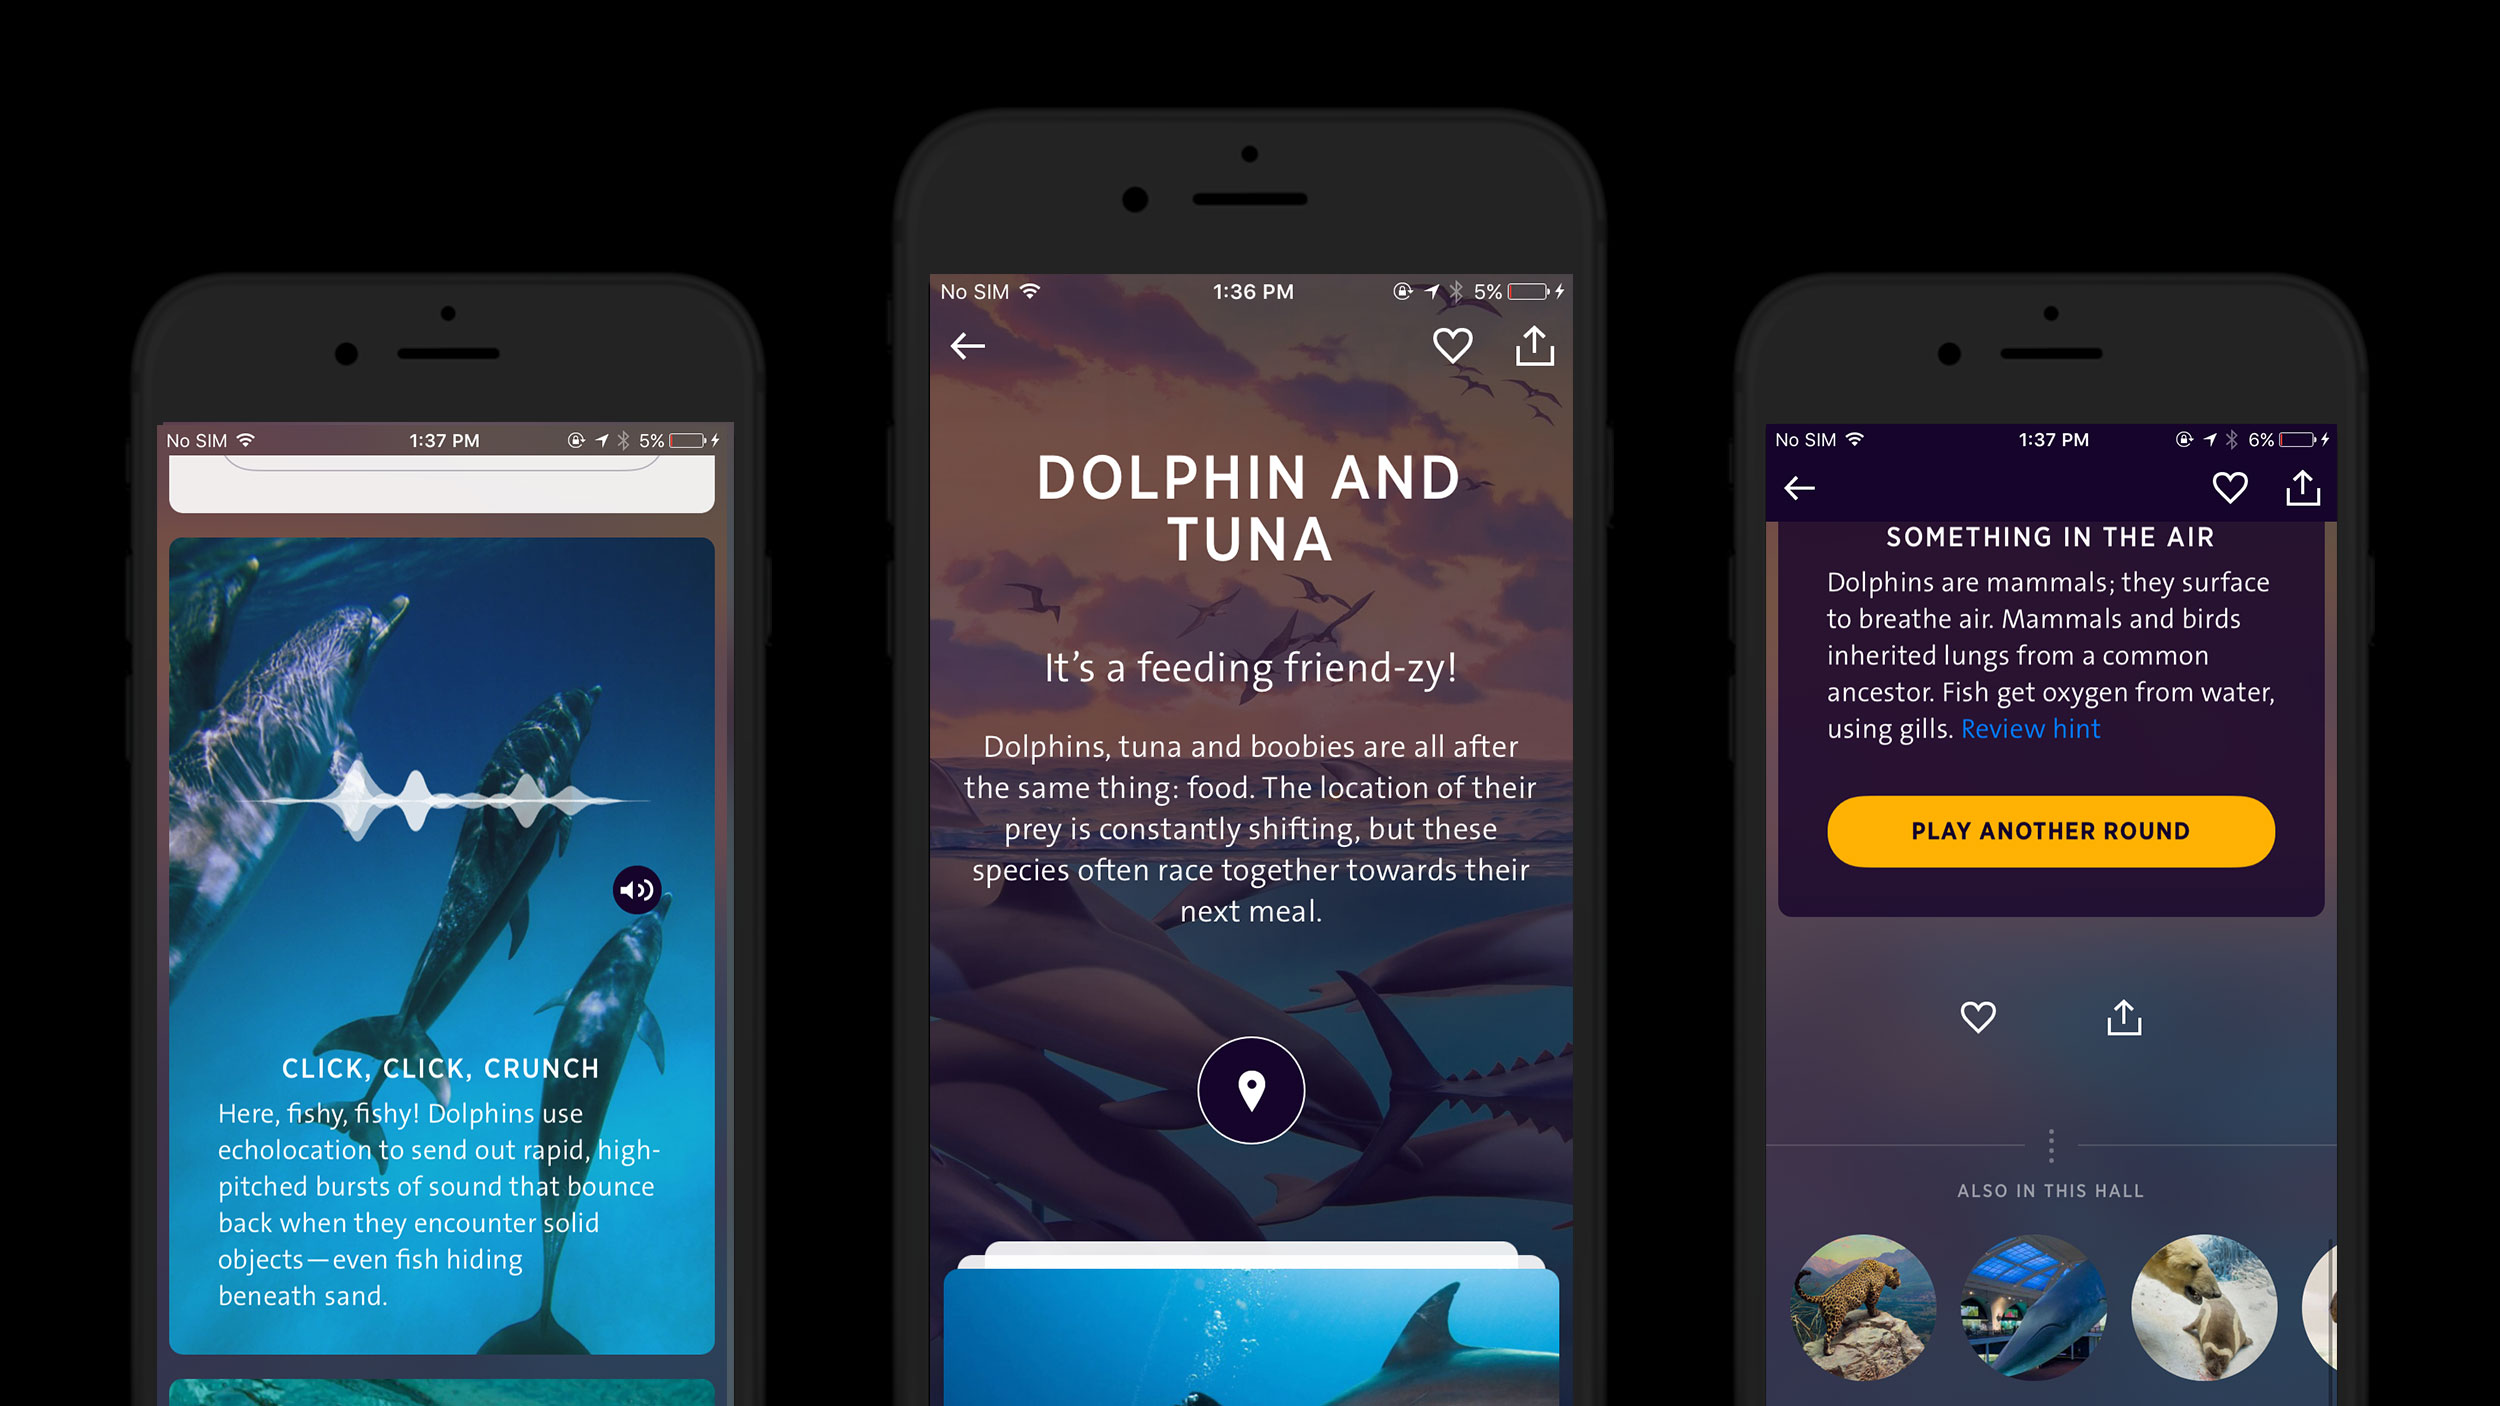 No SIM 1:37 PM 5%
CLICK, CLICK, CRUNCH
Here, fishy, fishy! Dolphins use
echolocation to send out rapid, high-
pitched bursts of sound that bounce
back when they encounter solid
objects—even fish hiding
beneath sand.
No SIM 1:36 PM 5%
DOLPHIN AND
TUNA
It’s a feeding friend-zy!
Dolphins, tuna and boobies are all after
the same thing: food. The location of their
prey is constantly shifting, but these
species often race together towards their
next meal.
No SIM 1:37 PM 6%
SOMETHING IN THE AIR
Dolphins are mammals; they surface
to breathe air. Mammals and birds
inherited lungs from a common
ancestor. Fish get oxygen from water,
using gills. Review hint
PLAY ANOTHER ROUND
ALSO IN THIS HALL